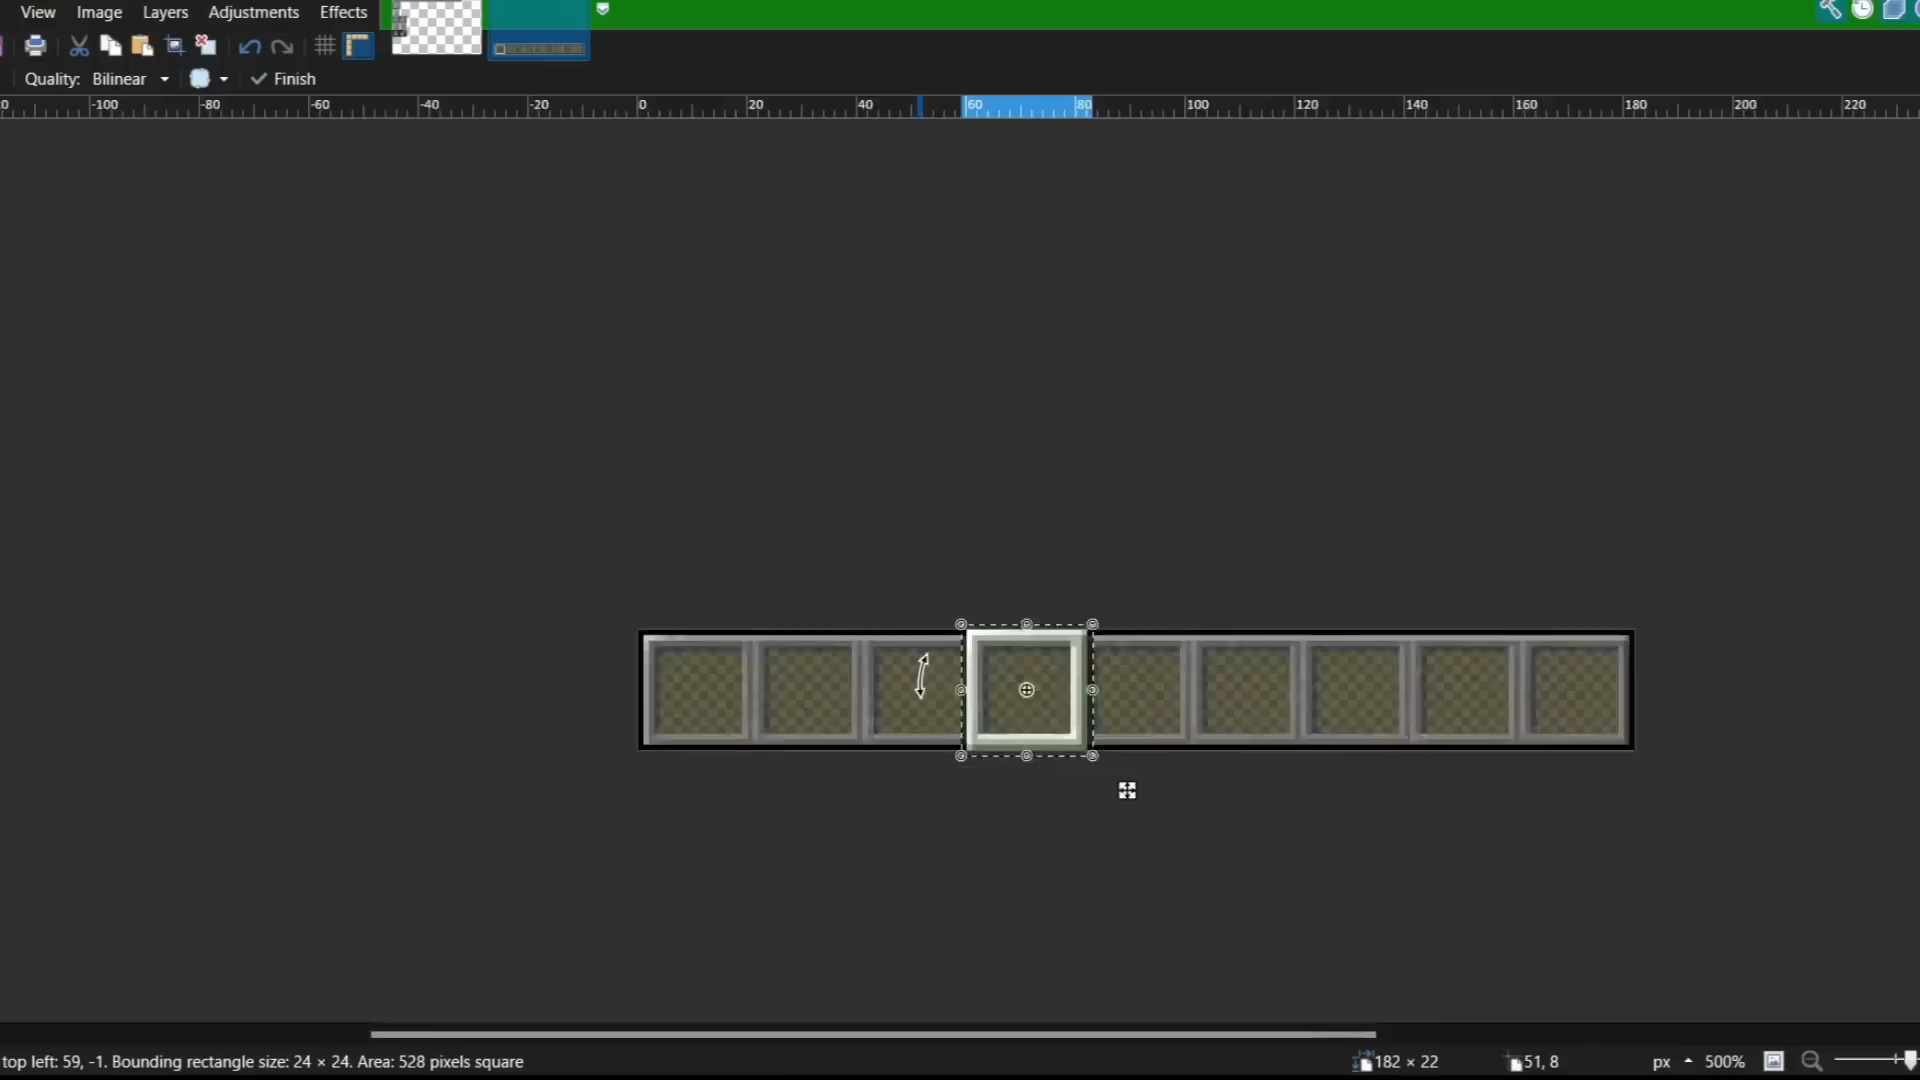 View Image Layers Adjustments Effects
Quality: Bilinear Finish
0 -100 -80 -60 -40 -20 0 20 40 60 80 100 120 140 160 180 200 220
top left: 59, -1. Bounding rectangle size: 24 × 24. Area: 528 pixels square 182 × 22 51, 8 px 500%